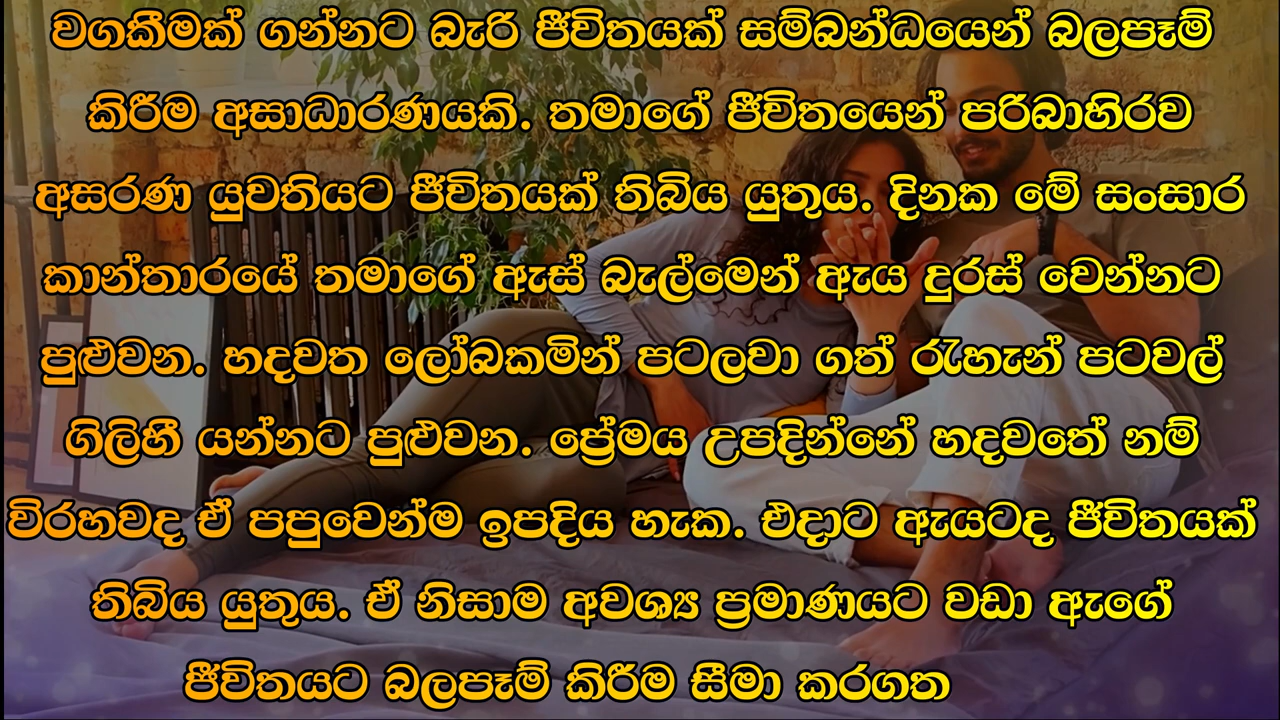 වගකීමක් ගන්නට බැරි ජීවිතයක් සම්බන්ධයෙන් බලපෑම්
කිරීම අසාධාරණයකි. තමාගේ ජීවිතයෙන් පරිබාහිරව
අසරණ යුවතියට ජීවිතයක් තිබිය යුතුය. දිනක මේ සංසාර
කාන්තාරයේ තමාගේ ඇස් බැල්මෙන් ඇය දුරස් වෙන්නට
පුළුවන. හදවත ලෝබකමින් පටලවා ගත් රැහැන් පටවල්
ගිලිහී යන්නට පුළුවන. ප්‍රේමය උපදින්නේ හදවතේ නම්
විරහවද ඒ පපුවෙන්ම ඉපදිය හැක. එදාට ඇයටද ජීවිතයක්
තිබිය යුතුය. ඒ නිසාම අවශ්‍ය ප්‍රමාණයට වඩා ඇගේ
ජීවිතයට බලපෑම් කිරීම සීමා කරගත